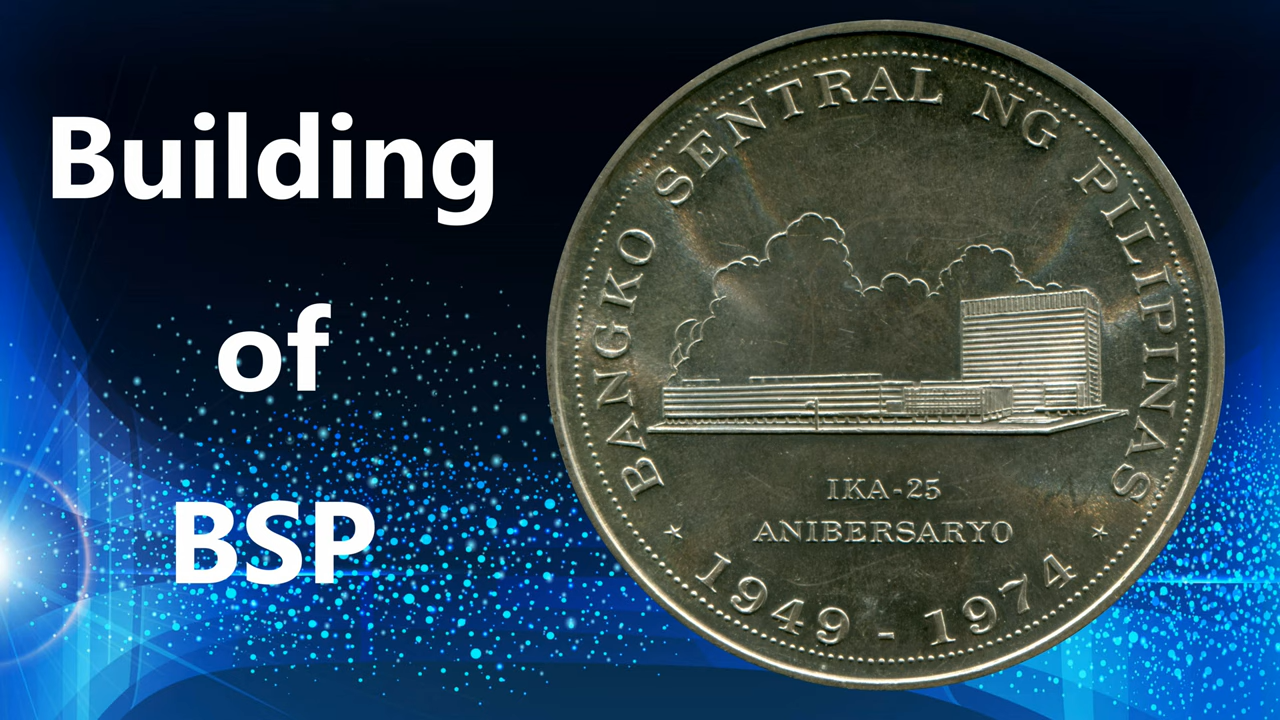 Building
of
BSP
BANGKO SENTRAL NG PILIPINAS
IKA-25
ANIBERSARYO
1949 - 1974